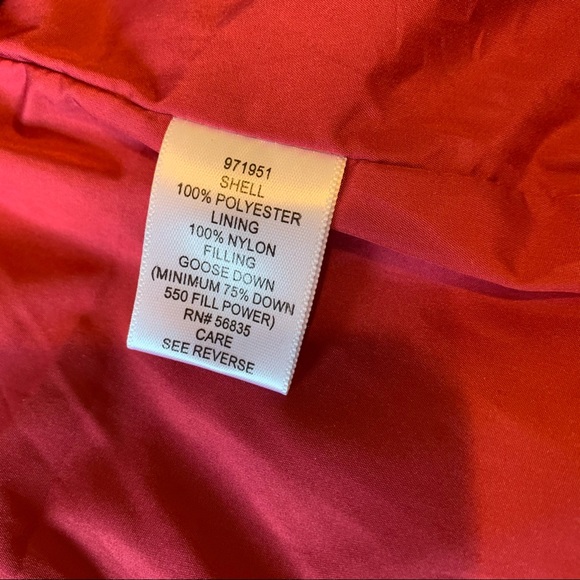 971951
SHELL
100% POLYESTER
LINING
100% NYLON
FILLING
GOOSE DOWN
(MINIMUM 75% DOWN
550 FILL POWER)
RN# 56835
CARE
SEE REVERSE